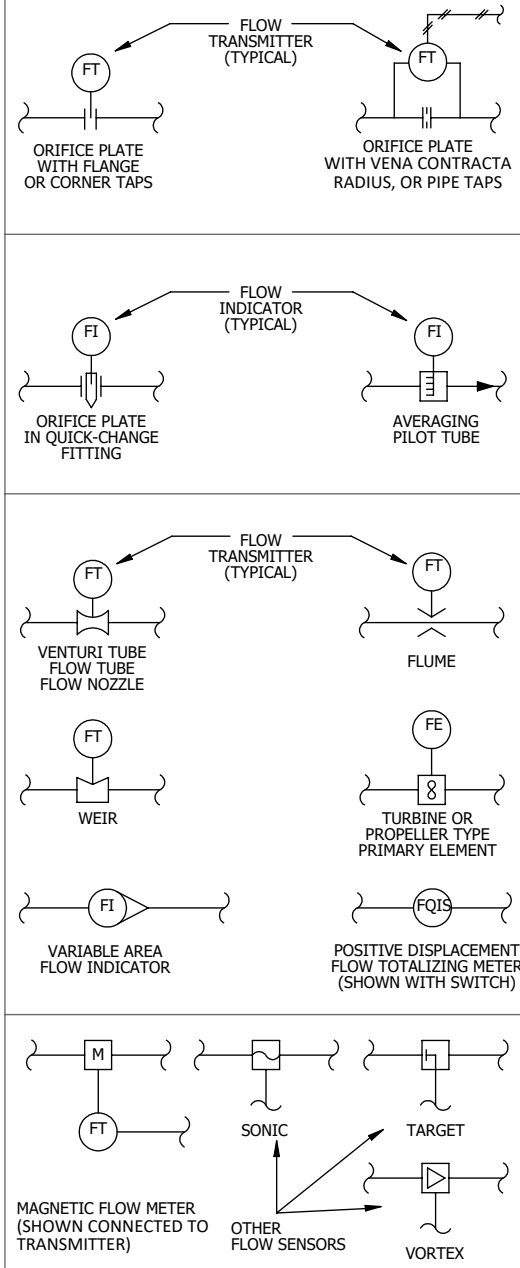 FLOW
TRANSMITTER
(TYPICAL)
FT
FT
ORIFICE PLATE
WITH FLANGE
OR CORNER TAPS
ORIFICE PLATE
WITH VENA CONTRACTA
RADIUS, OR PIPE TAPS
FLOW
INDICATOR
(TYPICAL)
FI
FI
ORIFICE PLATE
IN QUICK-CHANGE
FITTING
AVERAGING
PILOT TUBE
FLOW
TRANSMITTER
(TYPICAL)
FT
FT
VENTURI TUBE
FLOW TUBE
FLOW NOZZLE
FLUME
FT
FE
WEIR
TURBINE OR
PROPELLER TYPE
PRIMARY ELEMENT
FI
FQIS
VARIABLE AREA
FLOW INDICATOR
POSITIVE DISPLACEMENT
FLOW TOTALIZING METER
(SHOWN WITH SWITCH)
M
FT
SONIC
TARGET
MAGNETIC FLOW METER
(SHOWN CONNECTED TO
TRANSMITTER)
OTHER
FLOW SENSORS
VORTEX